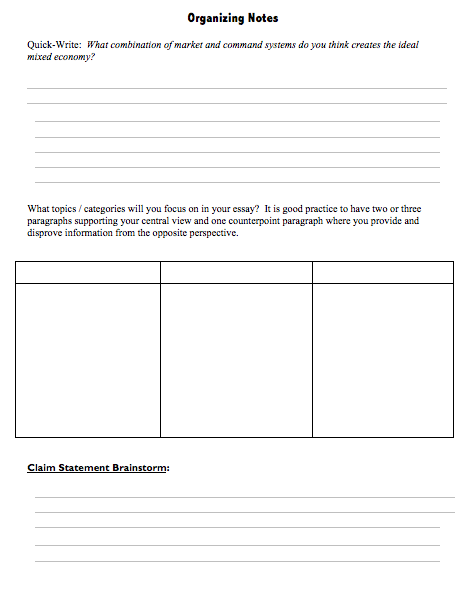 Organizing Notes
Quick-Write: What combination of market and command systems do you think creates the ideal
mixed economy?
What topics / categories will you focus on in your essay? It is good practice to have two or three
paragraphs supporting your central view and one counterpoint paragraph where you provide and
disprove information from the opposite perspective.
Claim Statement Brainstorm: